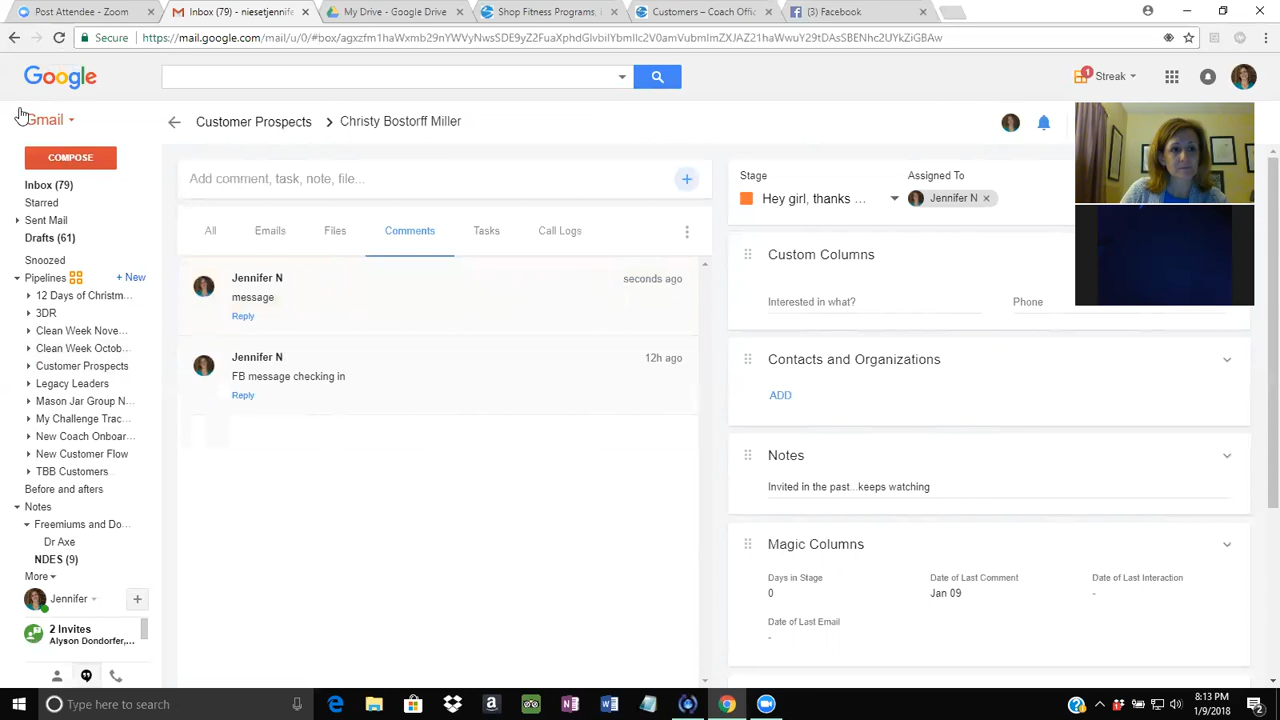 Post Attendee - Zoom
Inbox (79) - niesetjennife
My Drive - Google Drive
Shop Fitness Programs,
Customers – Coach Offic
(3) Facebook
Secure
Google
1
Streak
Gmail
Customer Prospects
Christy Bostorff Miller
COMPOSE
Inbox (79)
Starred
Sent Mail
Drafts (61)
Snoozed
Pipelines
+ New
12 Days of Christm...
3DR
Clean Week Nove...
Clean Week Octob...
Customer Prospects
Legacy Leaders
Mason Jar Group N...
My Challenge Trac...
New Coach Onboar...
New Customer Flow
TBB Customers
Before and afters
Notes
Freemiums and Do...
Dr Axe
NDES (9)
More
Jennifer
2 Invites
Alyson Dondorfer,...
Add comment, task, note, file...
All
Emails
Files
Comments
Tasks
Call Logs
Jennifer N
seconds ago
message
Reply
Jennifer N
12h ago
FB message checking in
Reply
Stage
Assigned To
Hey girl, thanks ...
Jennifer N
Custom Columns
Interested in what?
Phone
Contacts and Organizations
ADD
Notes
Invited in the past...keeps watching
Magic Columns
Days in Stage
Date of Last Comment
Date of Last Interaction
0
Jan 09
-
Date of Last Email
-
Type here to search
8:13 PM
1/9/2018
2